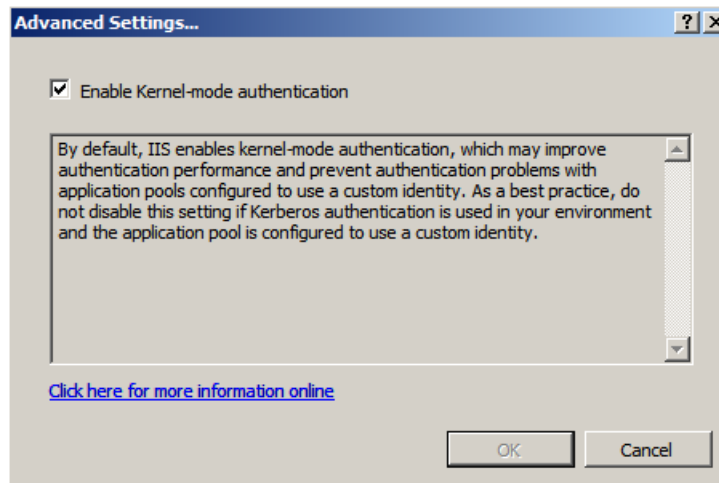 Advanced Settings...
Enable Kernel-mode authentication
By default, IIS enables kernel-mode authentication, which may improve
authentication performance and prevent authentication problems with
application pools configured to use a custom identity. As a best practice, do
not disable this setting if Kerberos authentication is used in your environment
and the application pool is configured to use a custom identity.
Click here for more information online
OK Cancel